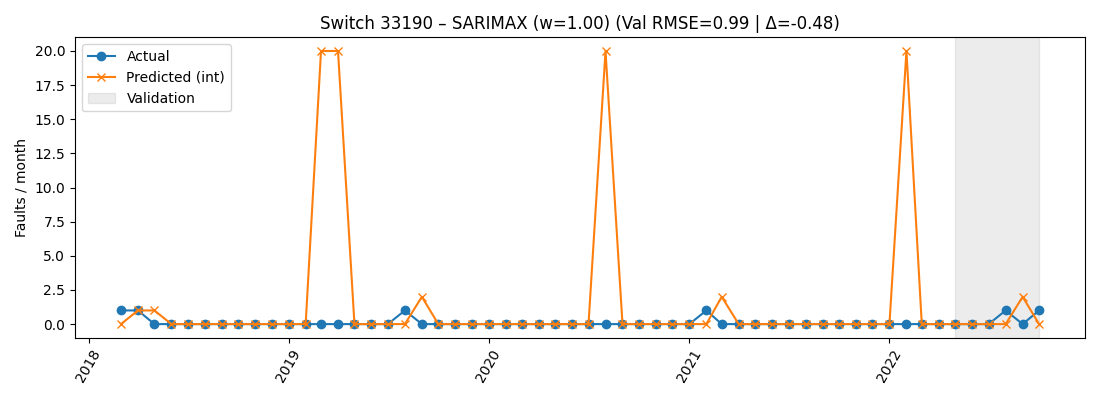 Switch 33190 – SARIMAX (w=1.00) (Val RMSE=0.99 | Δ=-0.48)
Actual
Predicted (int)
Validation
Faults / month
20.0
17.5
15.0
12.5
10.0
7.5
5.0
2.5
0.0
2018
2019
2020
2021
2022